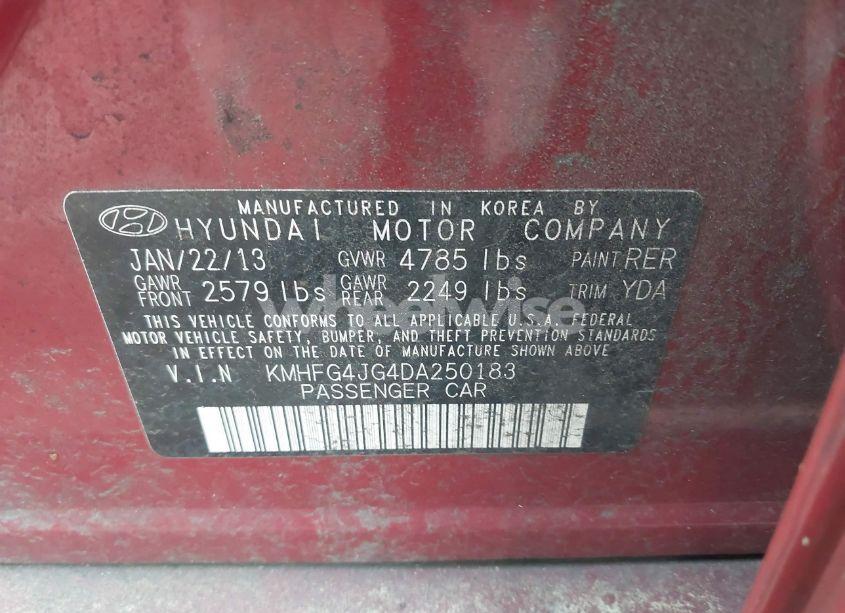 MANUFACTURED IN KOREA BY
HYUNDAI MOTOR COMPANY
JAN/22/13 GVWR 4785 lbs PAINT RER
GAWR FRONT 2579 lbs GAWR REAR 2249 lbs TRIM YDA
THIS VEHICLE CONFORMS TO ALL APPLICABLE U.S.A. FEDERAL
MOTOR VEHICLE SAFETY, BUMPER, AND THEFT PREVENTION STANDARDS
IN EFFECT ON THE DATE OF MANUFACTURE SHOWN ABOVE
V.I.N KMHFG4JG4DA250183
PASSENGER CAR
wheelwise